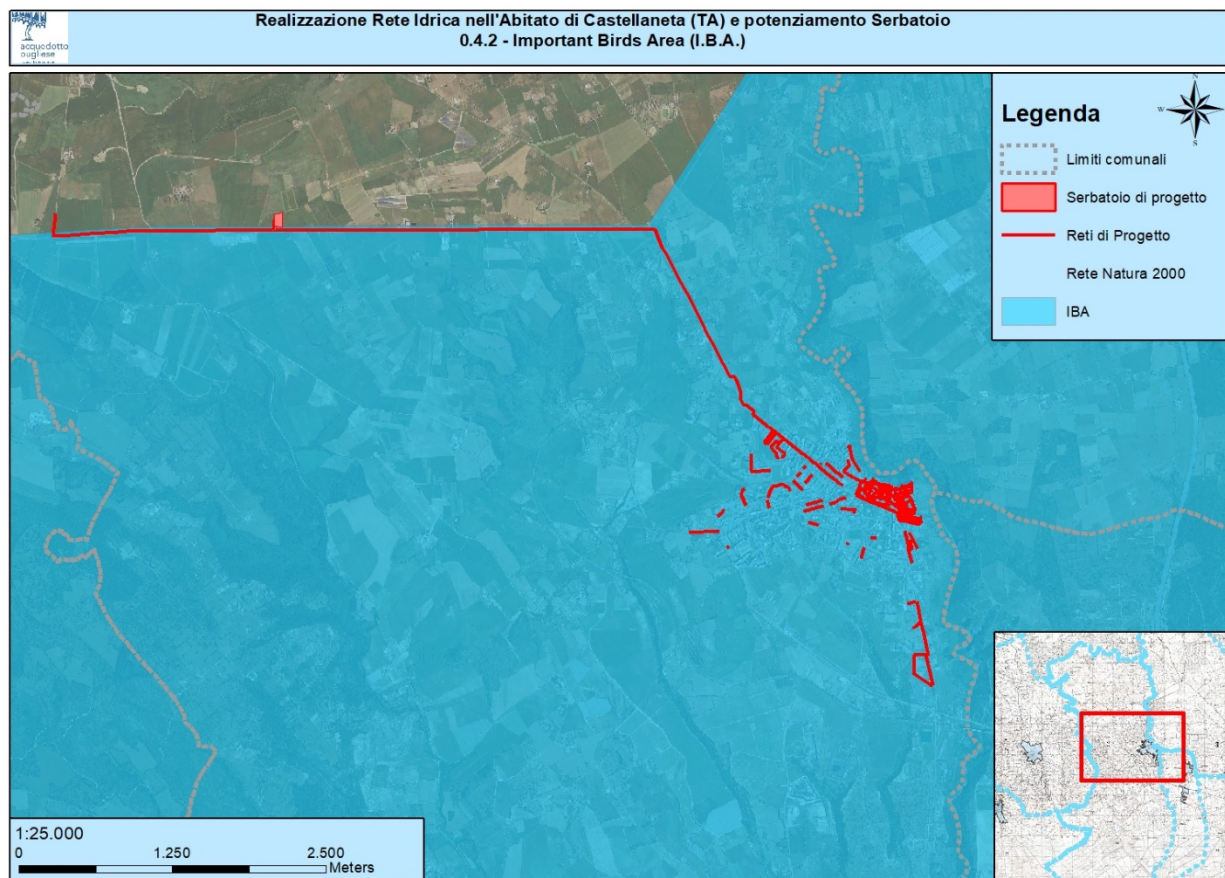 Realizzazione Rete Idrica nell'Abitato di Castellaneta (TA) e potenziamento Serbatoio
0.4.2 - Important Birds Area (I.B.A.)
acquedotto
pugliese
Legenda
N
W
E
S
Limiti comunali
Serbatoio di progetto
Reti di Progetto
Rete Natura 2000
IBA
1:25.000
0 1.250 2.500
Meters